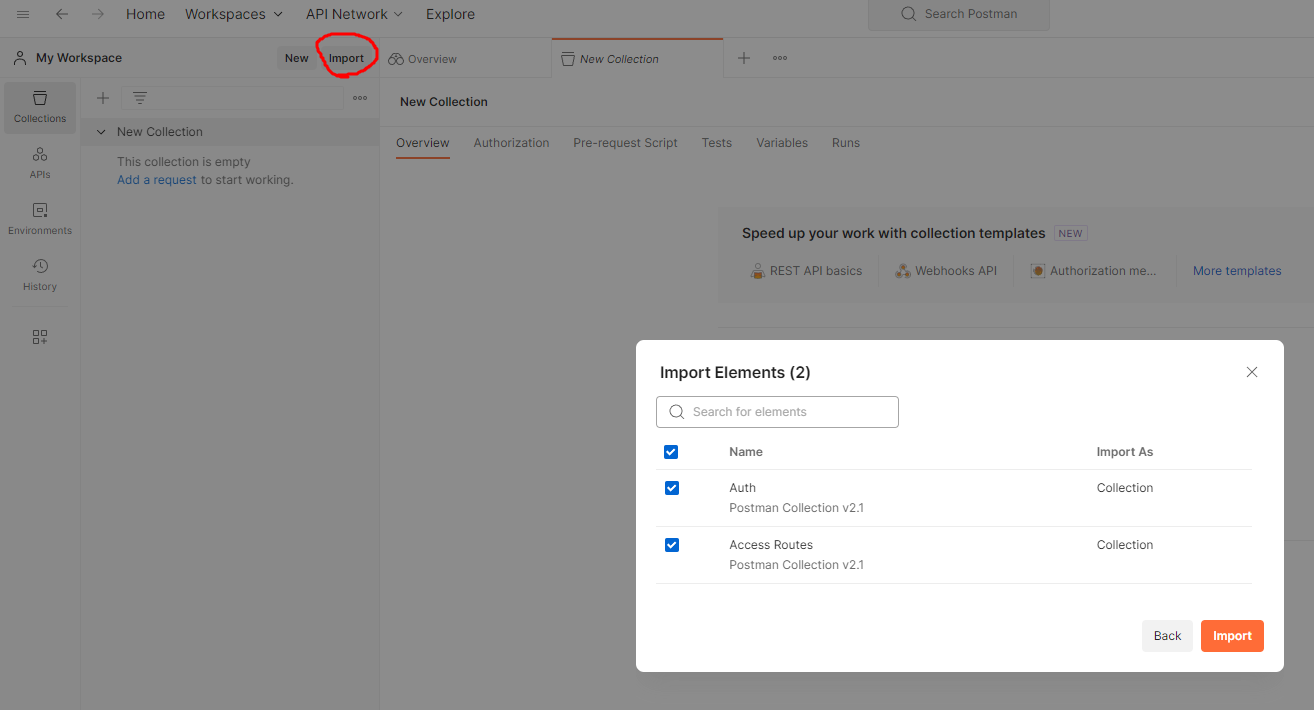 Home Workspaces API Network Explore Search Postman
My Workspace New Import Overview New Collection
Collections
New Collection
Overview Authorization Pre-request Script Tests Variables Runs
New Collection
This collection is empty
Add a request to start working.
APIs
Environments
History
Speed up your work with collection templates NEW
REST API basics Webhooks API Authorization me... More templates
Import Elements (2)
Search for elements
Name Import As
Auth Collection
Postman Collection v2.1
Access Routes Collection
Postman Collection v2.1
Back Import